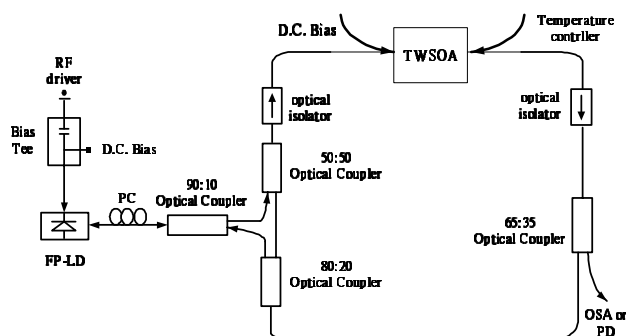 D.C. Bias
TWSOA
Temperature
contrller
RF
driver
optical
isolator
optical
isolator
Bias
Tee
D.C. Bias
50:50
Optical Coupler
90:10
Optical Coupler
PC
65:35
Optical Coupler
FP-LD
80:20
Optical Coupler
OSA or
PD